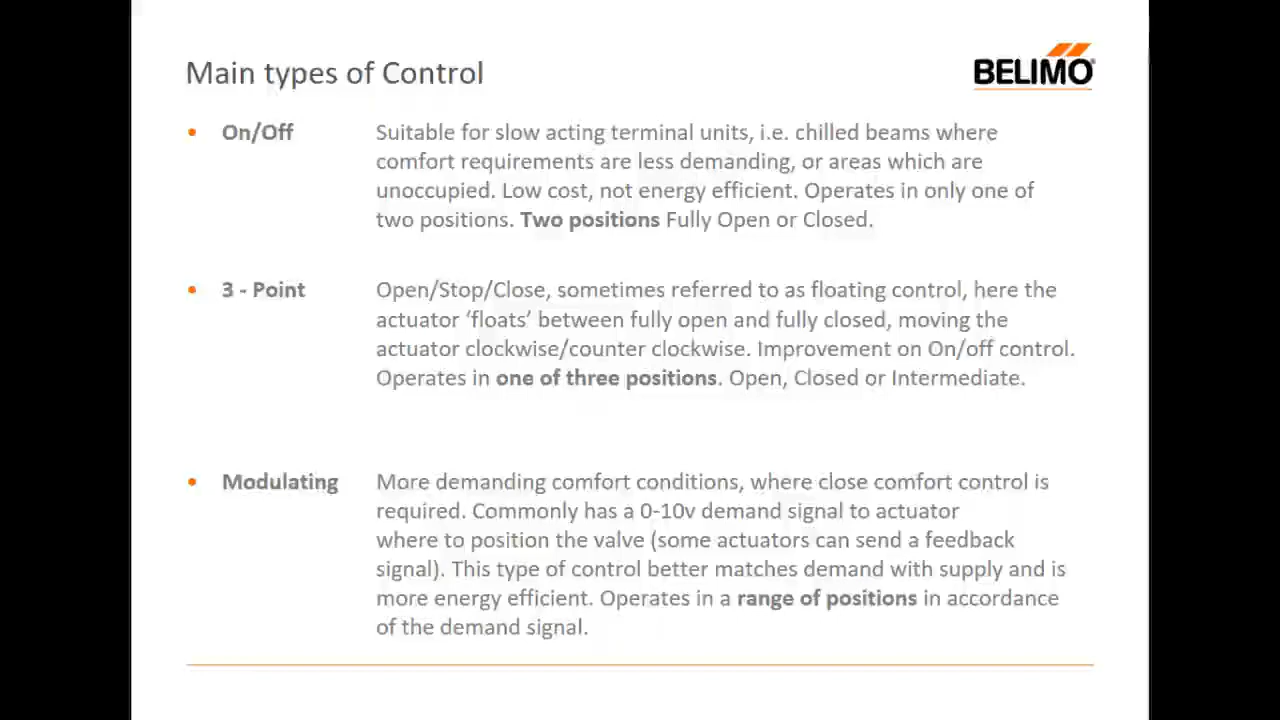 Main types of Control
BELIMO®
• On/Off
Suitable for slow acting terminal units, i.e. chilled beams where
comfort requirements are less demanding, or areas which are
unoccupied. Low cost, not energy efficient. Operates in only one of
two positions. Two positions Fully Open or Closed.
• 3 - Point
Open/Stop/Close, sometimes referred to as floating control, here the
actuator ‘floats’ between fully open and fully closed, moving the
actuator clockwise/counter clockwise. Improvement on On/off control.
Operates in one of three positions. Open, Closed or Intermediate.
• Modulating
More demanding comfort conditions, where close comfort control is
required. Commonly has a 0-10v demand signal to actuator
where to position the valve (some actuators can send a feedback
signal). This type of control better matches demand with supply and is
more energy efficient. Operates in a range of positions in accordance
of the demand signal.